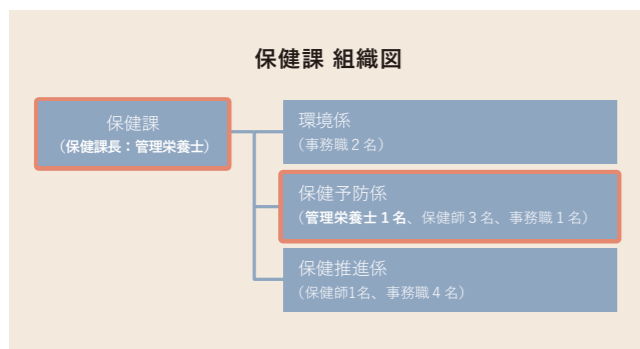 保健課 組織図
保健課
（保健課長：管理栄養士）
環境係
（事務職２名）
保健予防係
（管理栄養士１名、保健師３名、事務職１名）
保健推進係
（保健師1名、事務職４名）